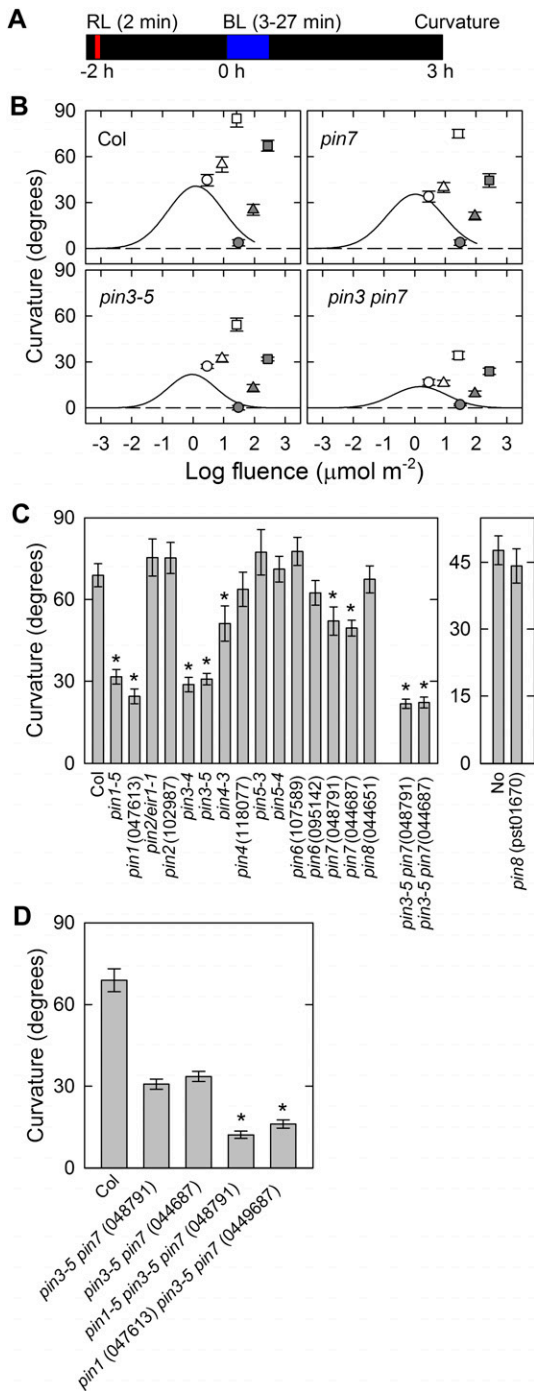 A
RL (2 min) BL (3-27 min) Curvature
-2 h 0 h 3 h
B
Curvature (degrees)
90
60
30
0
Col
pin7
90
60
30
0
pin3-5
pin3 pin7
-3 -2 -1 0 1 2 3 -3 -2 -1 0 1 2 3
Log fluence (μmol m-2)
C
Curvature (degrees)
90
60
30
0
* * * * * * * * *
45
30
15
0
Col
pin1-5
pin1 (047613)
pin2/eir1-1
pin2 (102987)
pin3-4
pin3-5
pin4-3
pin4 (118077)
pin5-3
pin5-4
pin6 (107589)
pin6 (095142)
pin7 (048791)
pin7 (044687)
pin8 (044651)
pin3-5 pin7 (048791)
pin3-5 pin7 (044687)
No
pin8 (pst01670)
D
Curvature (degrees)
90
60
30
0
* *
Col
pin3-5 pin7 (048791)
pin3-5 pin7 (044687)
pin1-5 pin3-5 pin7 (048791)
pin1 (047613) pin3-5 pin7 (0449687)